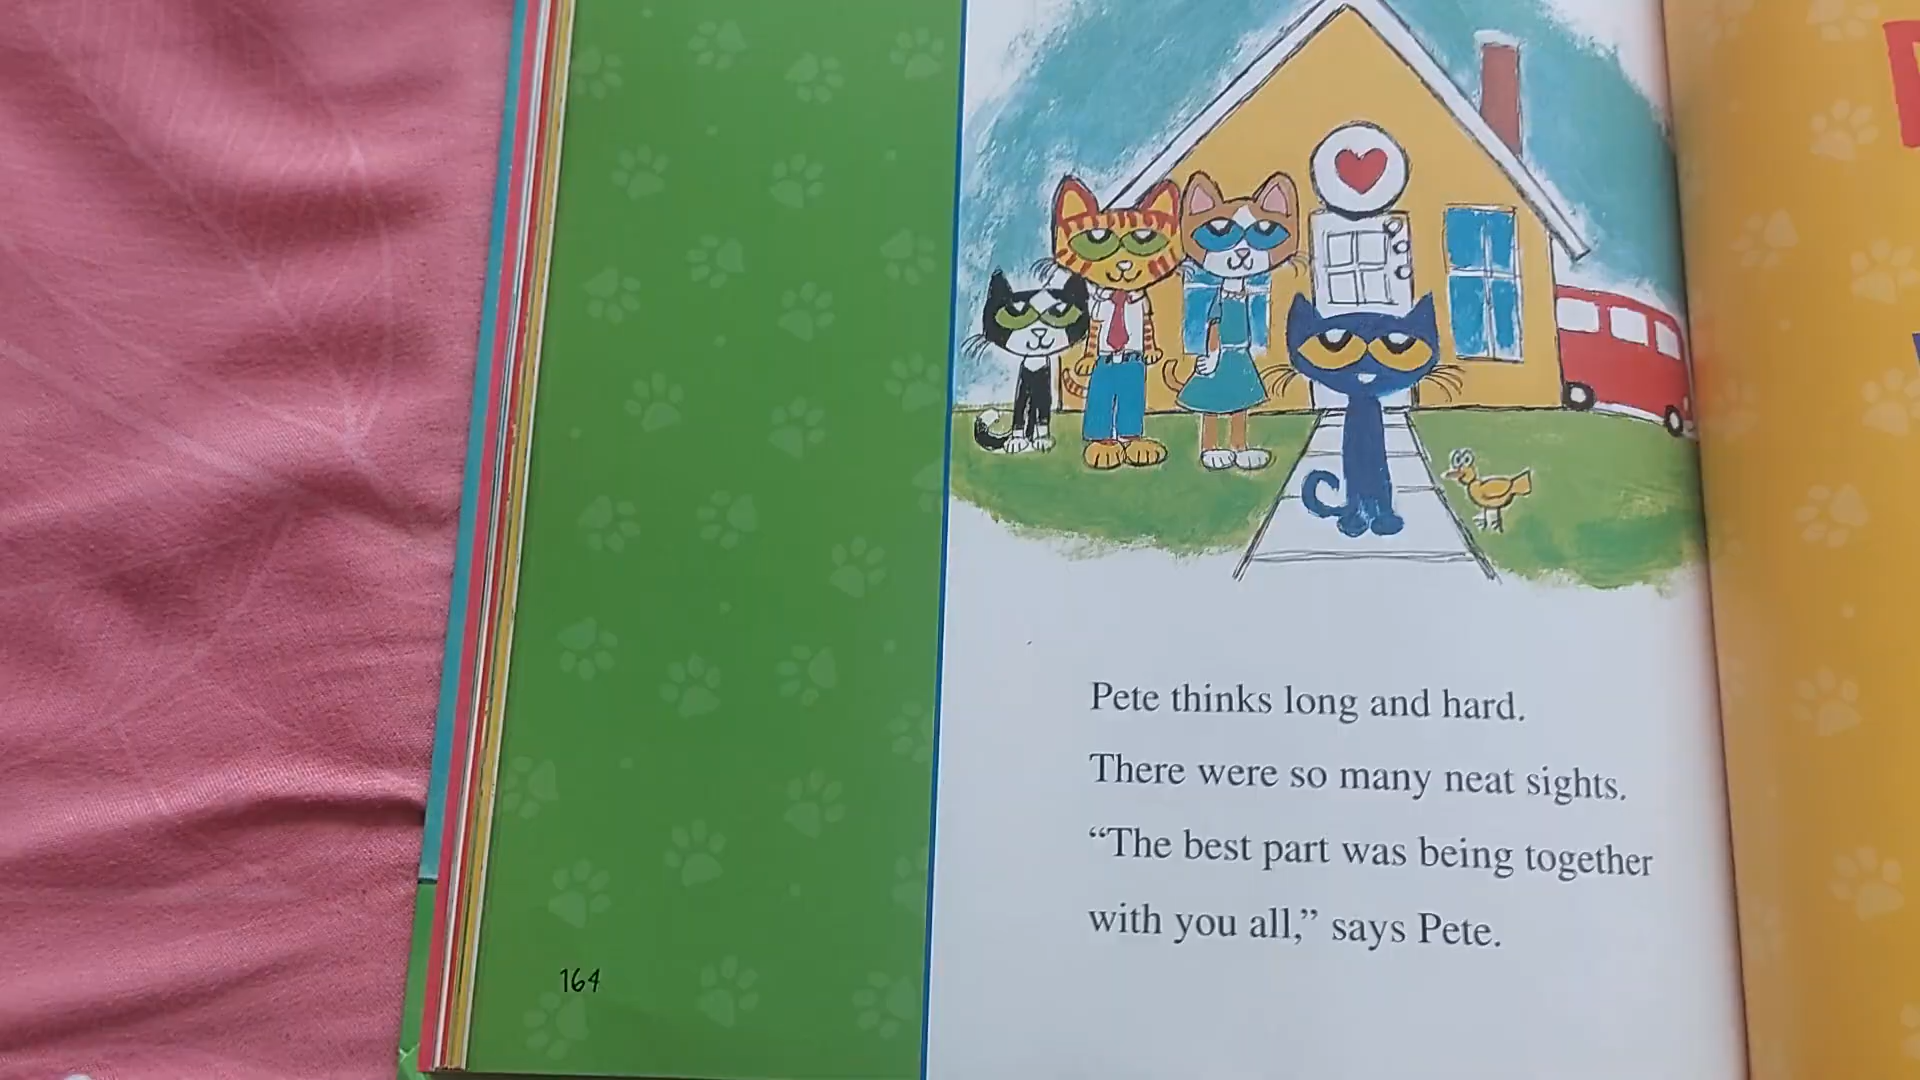 Pete thinks long and hard.
There were so many neat sights.
“The best part was being together
with you all,” says Pete.
164